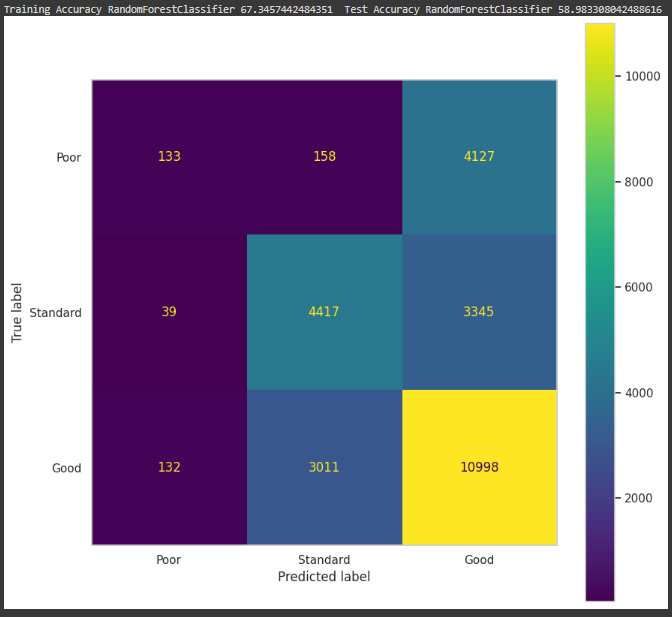 Training Accuracy RandomForestClassifier 67.3457442484351 Test Accuracy RandomForestClassifier 58.983308042488616
10000
8000
6000
4000
2000
True label
Poor 133 158 4127
Standard 39 4417 3345
Good 132 3011 10998
Poor Standard Good
Predicted label